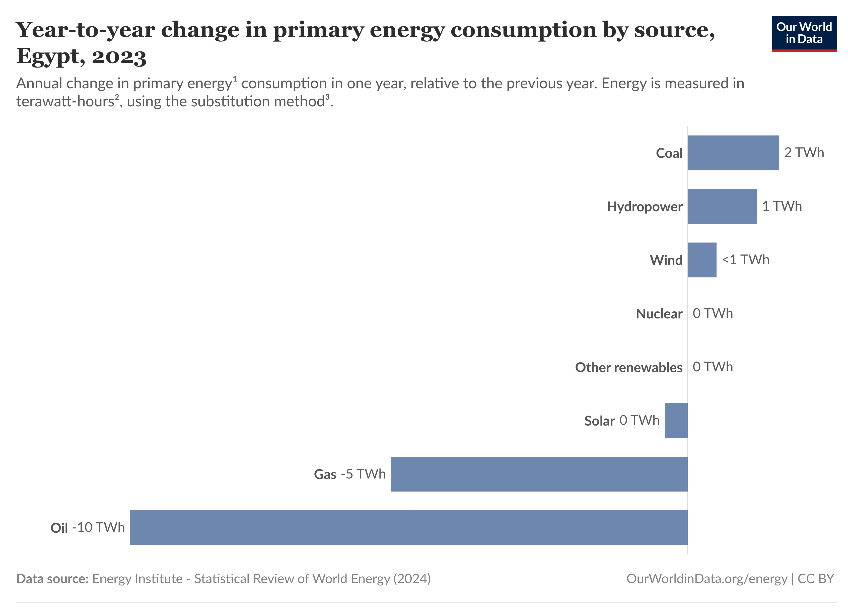 Year-to-year change in primary energy consumption by source,
Egypt, 2023
Our World
in Data
Annual change in primary energy¹ consumption in one year, relative to the previous year. Energy is measured in
terawatt-hours², using the substitution method³.
Coal 2 TWh
Hydropower 1 TWh
Wind <1 TWh
Nuclear 0 TWh
Other renewables 0 TWh
Solar 0 TWh
Gas -5 TWh
Oil -10 TWh
Data source: Energy Institute - Statistical Review of World Energy (2024)
OurWorldinData.org/energy | CC BY